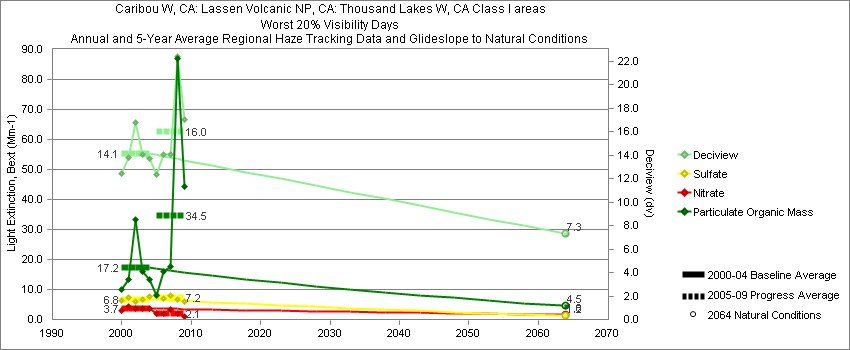 Caribou W, CA: Lassen Volcanic NP, CA: Thousand Lakes W, CA Class I areas
Worst 20% Visibility Days
Annual and 5-Year Average Regional Haze Tracking Data and Glideslope to Natural Conditions
Light Extinction, Bext (Mm-1)
90.0
80.0
70.0
60.0
50.0
40.0
30.0
20.0
10.0
0.0
1990 2000 2010 2020 2030 2040 2050 2060 2070
22.0
20.0
18.0
16.0
14.0
12.0
10.0
8.0
6.0
4.0
2.0
0.0
Deciview (dv)
14.1
16.0
7.3
34.5
17.2
4.5
6.8
7.2
3.7
2.1
Deciview
Sulfate
Nitrate
Particulate Organic Mass
2000-04 Baseline Average
2005-09 Progress Average
2064 Natural Conditions